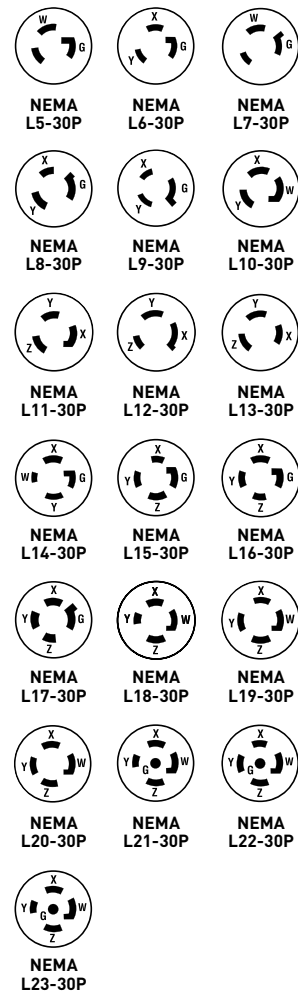 W
G
NEMA
L5-30P
X
G
Y
NEMA
L6-30P
W
G
NEMA
L7-30P
X
G
Y
NEMA
L8-30P
X
G
Y
NEMA
L9-30P
X
W
Y
NEMA
L10-30P
Y
X
Z
NEMA
L11-30P
Y
X
Z
NEMA
L12-30P
Y
X
Z
NEMA
L13-30P
X
W G
Y
NEMA
L14-30P
X
Y G
Z
NEMA
L15-30P
X
Y G
Z
NEMA
L16-30P
X
Y G
Z
NEMA
L17-30P
X
Y W
Z
NEMA
L18-30P
X
Y W
Z
NEMA
L19-30P
X
Y W
Z
NEMA
L20-30P
X
Y W
G
Z
NEMA
L21-30P
X
Y W
G
Z
NEMA
L22-30P
X
Y G W
Z
NEMA
L23-30P